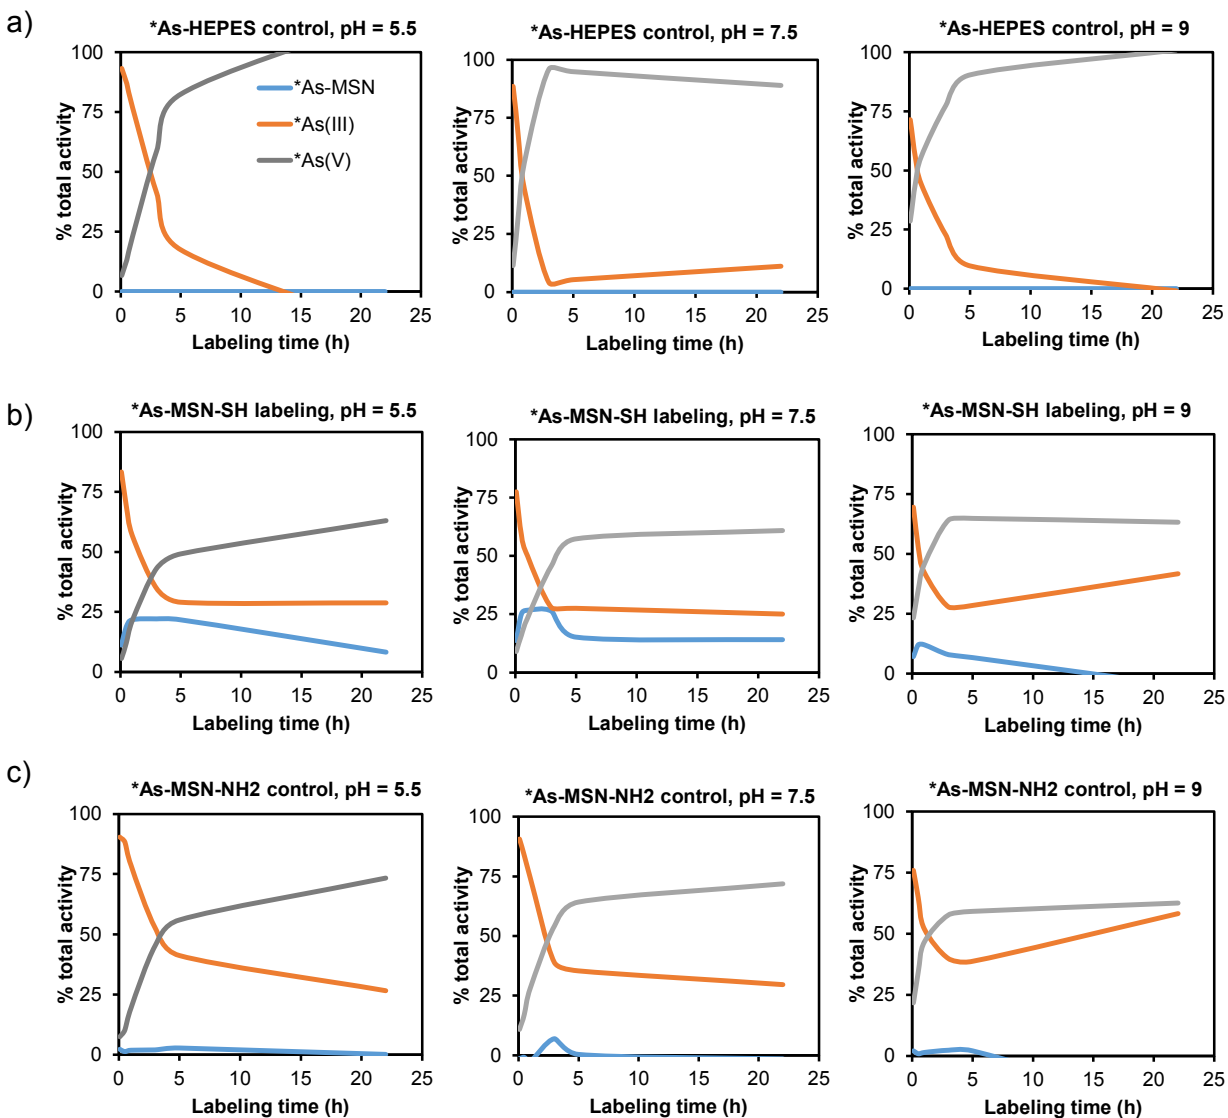 a)
*As-HEPES control, pH = 5.5
100
75
50
25
0
% total activity
*As-MSN
*As(III)
*As(V)
0 5 10 15 20 25
Labeling time (h)
*As-HEPES control, pH = 7.5
100
75
50
25
0
% total activity
0 5 10 15 20 25
Labeling time (h)
*As-HEPES control, pH = 9
100
75
50
25
0
% total activity
0 5 10 15 20 25
Labeling time (h)
b)
*As-MSN-SH labeling, pH = 5.5
100
75
50
25
0
% total activity
0 5 10 15 20 25
Labeling time (h)
*As-MSN-SH labeling, pH = 7.5
100
75
50
25
0
% total activity
0 5 10 15 20 25
Labeling time (h)
*As-MSN-SH labeling, pH = 9
100
75
50
25
0
% total activity
0 5 10 15 20 25
Labeling time (h)
c)
*As-MSN-NH2 control, pH = 5.5
100
75
50
25
0
% total activity
0 5 10 15 20 25
Labeling time (h)
*As-MSN-NH2 control, pH = 7.5
100
75
50
25
0
% total activity
0 5 10 15 20 25
Labeling time (h)
*As-MSN-NH2 control, pH = 9
100
75
50
25
0
% total activity
0 5 10 15 20 25
Labeling time (h)